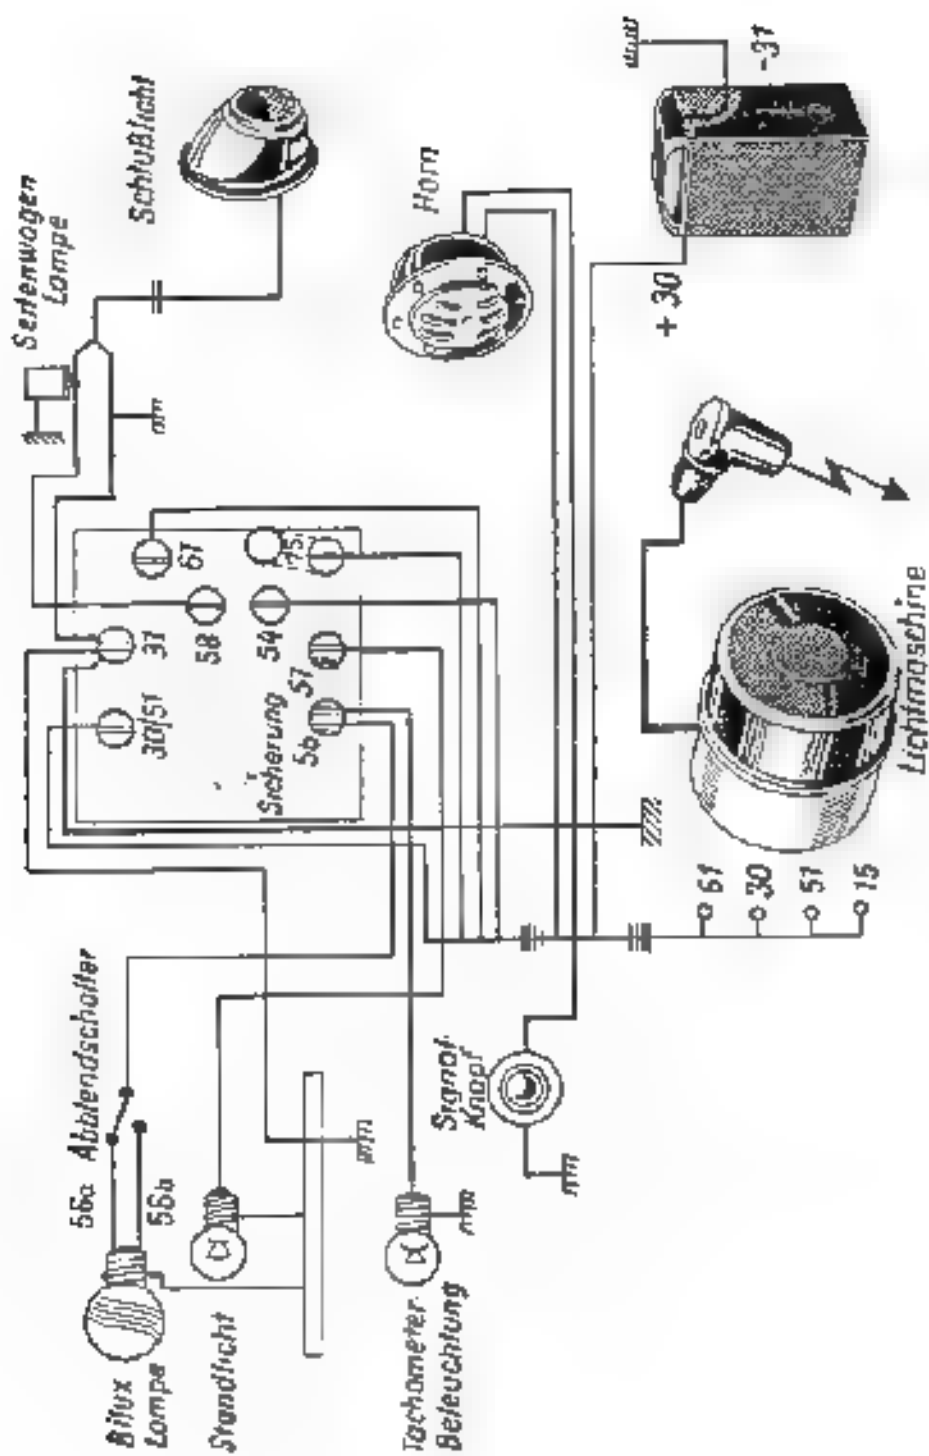 Seitenwagen
Lampe
Schlußlicht
Horn
-31
+30
61
75
58
54
31
30/51
57
56
Sicherung
Lichtmaschine
61
30
51
15
Abblendschalter
56a
56b
Signal-
Knopf
Bilux
Lampe
Standlicht
Tachometer
Beleuchtung